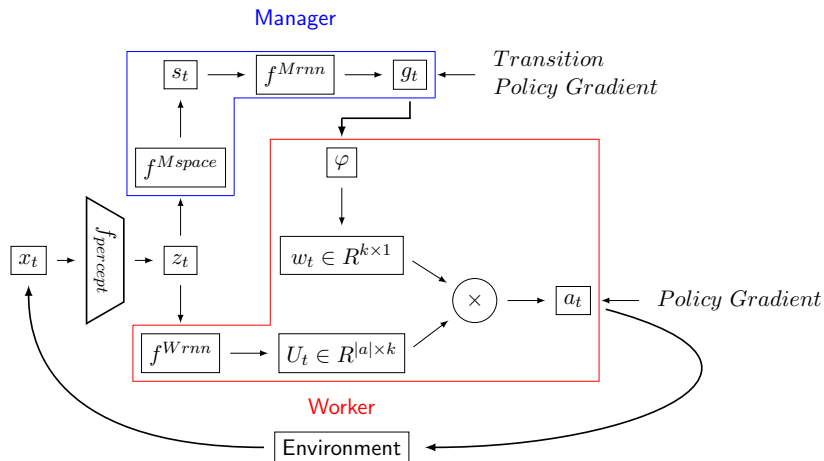 Manager
s_t
f^{Mrnn}
g_t
Transition
Policy Gradient
f^{Mspace}
φ
x_t
f_{percept}
z_t
w_t ∈ R^{k×1}
×
a_t
Policy Gradient
f^{Wrnn}
U_t ∈ R^{|a|×k}
Worker
Environment